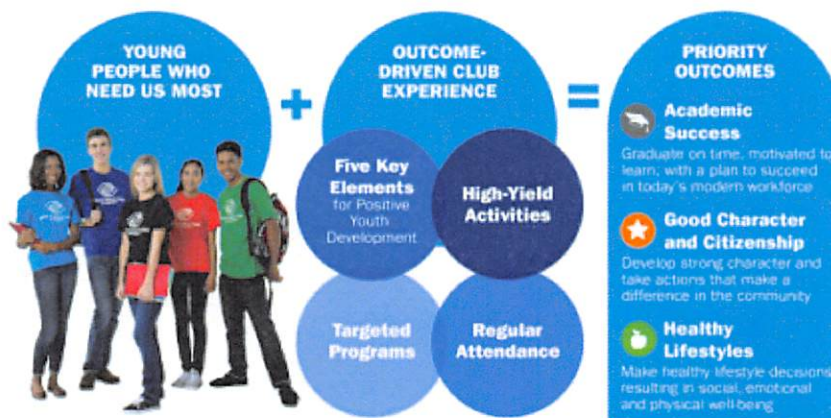 YOUNG
PEOPLE WHO
NEED US MOST
+
OUTCOME-
DRIVEN CLUB
EXPERIENCE
Five Key
Elements
for Positive
Youth
Development
High-Yield
Activities
Targeted
Programs
Regular
Attendance
=
PRIORITY
OUTCOMES
Academic
Success
Graduate on time, motivated to
learn, with a plan to succeed
in today's modern workforce
Good Character
and Citizenship
Develop strong character and
take actions that make a
difference in the community
Healthy
Lifestyles
Make healthy lifestyle decisions
resulting in social, emotional
and physical well-being